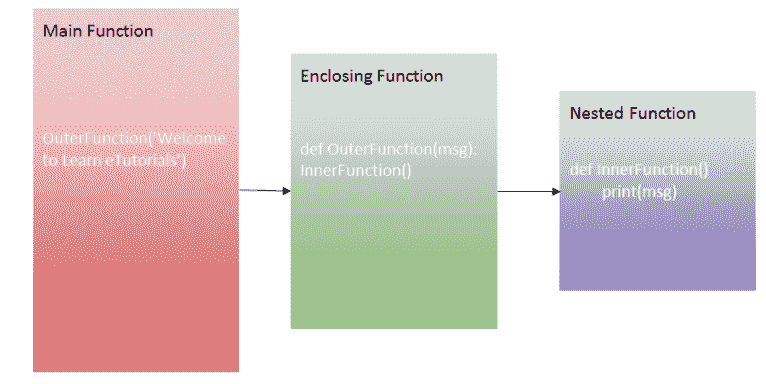 Main Function
OuterFunction('Welcome
to Learn eTutorials')
Enclosing Function
def OuterFunction(msg):
InnerFunction()
Nested Function
def InnerFunction()
print(msg)